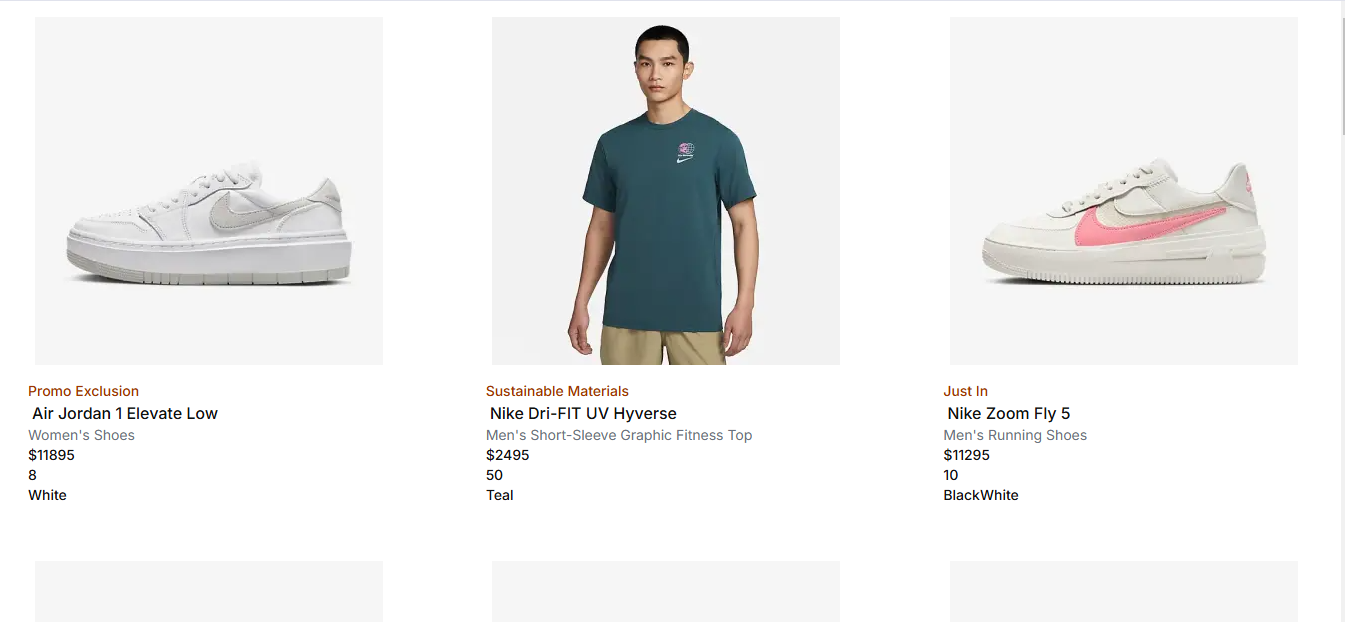 Promo Exclusion
Air Jordan 1 Elevate Low
Women's Shoes
$11895
8
White
Sustainable Materials
Nike Dri-FIT UV Hyverse
Men's Short-Sleeve Graphic Fitness Top
$2495
50
Teal
Just In
Nike Zoom Fly 5
Men's Running Shoes
$11295
10
BlackWhite